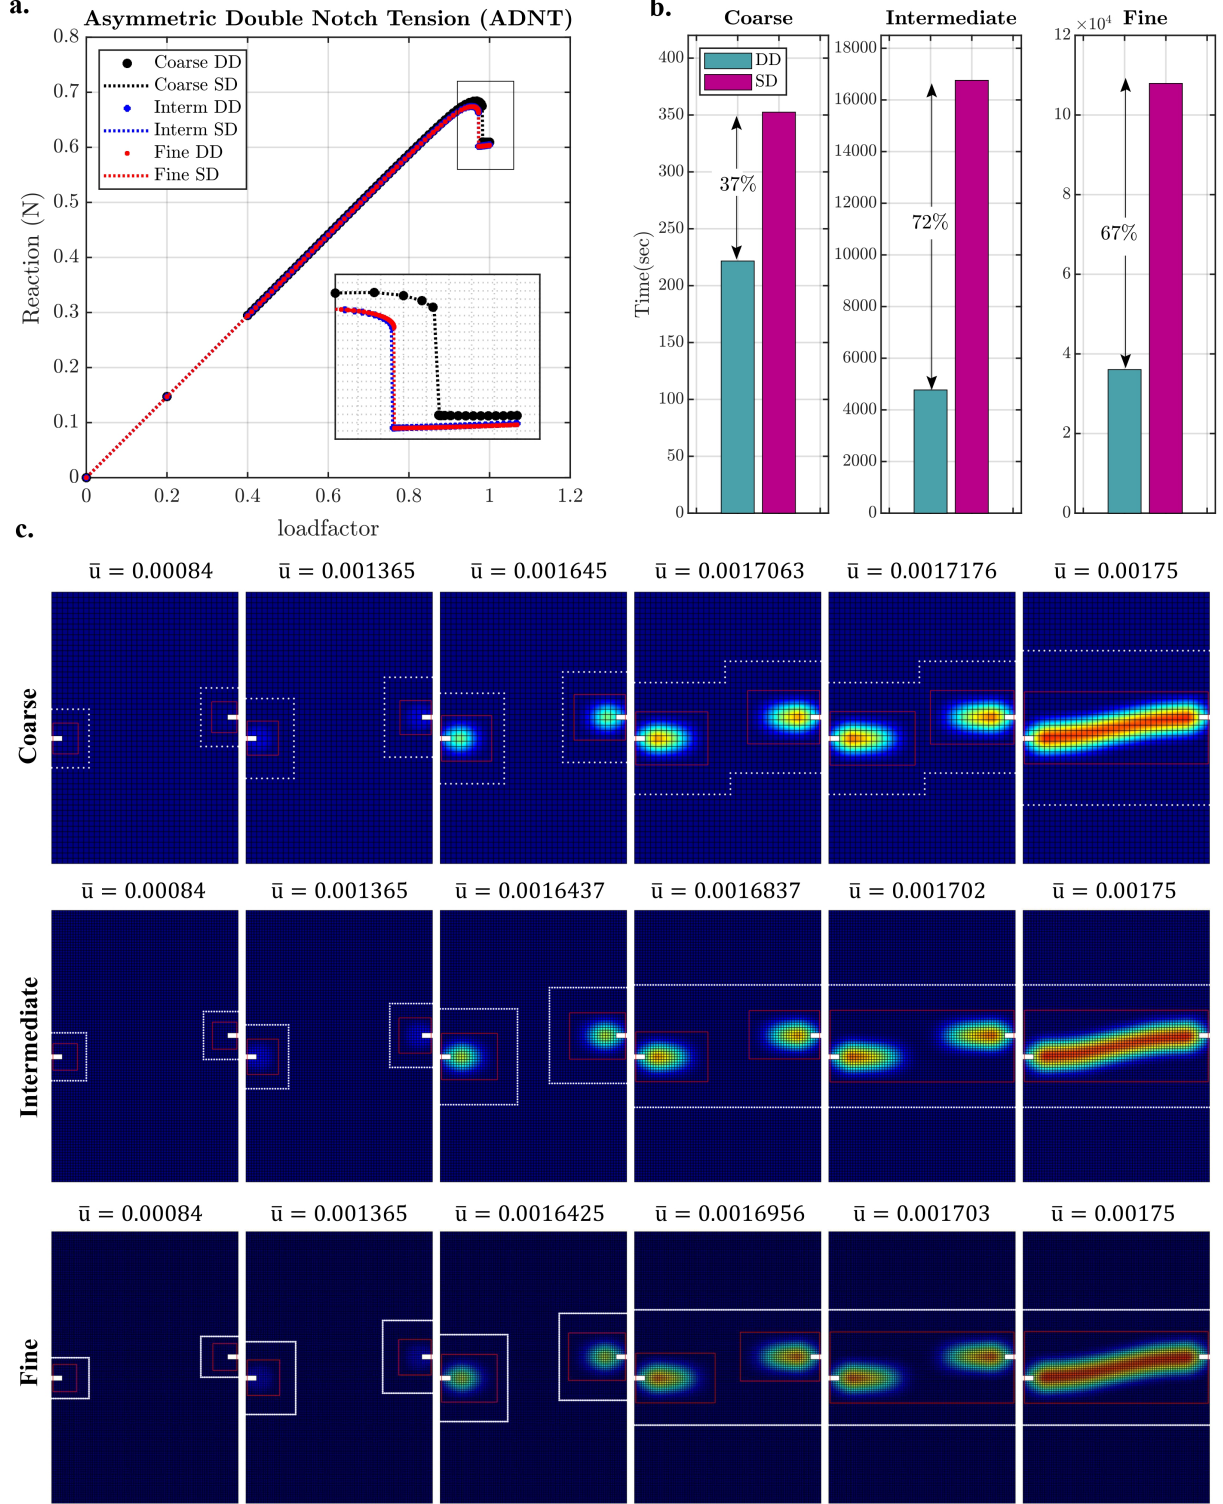 a.
Asymmetric Double Notch Tension (ADNT)
0.8
0.7
0.6
0.5
0.4
0.3
0.2
0.1
0
Reaction (N)
Coarse DD
Coarse SD
Interm DD
Interm SD
Fine DD
Fine SD
0 0.2 0.4 0.6 0.8 1 1.2
loadfactor
b.
Coarse
400
350
300
250
200
150
100
50
0
Time(sec)
DD
SD
37%
Intermediate
18000
16000
14000
12000
10000
8000
6000
4000
2000
0
72%
Fine
×10⁴
12
10
8
6
4
2
0
67%
c.
Coarse
u̅ = 0.00084 u̅ = 0.001365 u̅ = 0.001645 u̅ = 0.0017063 u̅ = 0.0017176 u̅ = 0.00175
Intermediate
u̅ = 0.00084 u̅ = 0.001365 u̅ = 0.0016437 u̅ = 0.0016837 u̅ = 0.001702 u̅ = 0.00175
Fine
u̅ = 0.00084 u̅ = 0.001365 u̅ = 0.0016425 u̅ = 0.0016956 u̅ = 0.001703 u̅ = 0.00175